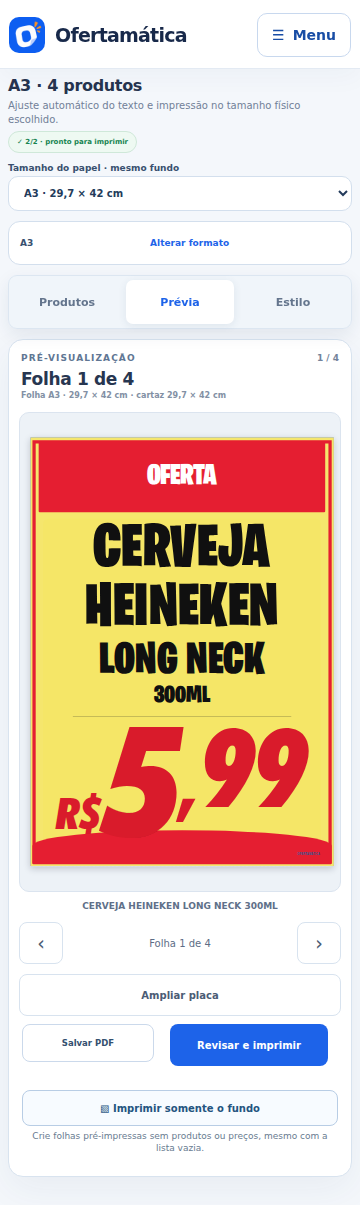 Ofertamática
☰ Menu
A3 · 4 produtos
Ajuste automático do texto e impressão no tamanho físico
escolhido.
✓ 2/2 · pronto para imprimir
Tamanho do papel · mesmo fundo
A3 · 29,7 × 42 cm
A3
Alterar formato
Produtos
Prévia
Estilo
PRÉ-VISUALIZAÇÃO
1 / 4
Folha 1 de 4
Folha A3 · 29,7 × 42 cm · cartaz 29,7 × 42 cm
OFERTA
CERVEJA
HEINEKEN
LONG NECK
300ML
R$5,99
CERVEJA HEINEKEN LONG NECK 300ML
‹
Folha 1 de 4
›
Ampliar placa
Salvar PDF
Revisar e imprimir
▧ Imprimir somente o fundo
Crie folhas pré-impressas sem produtos ou preços, mesmo com a
lista vazia.